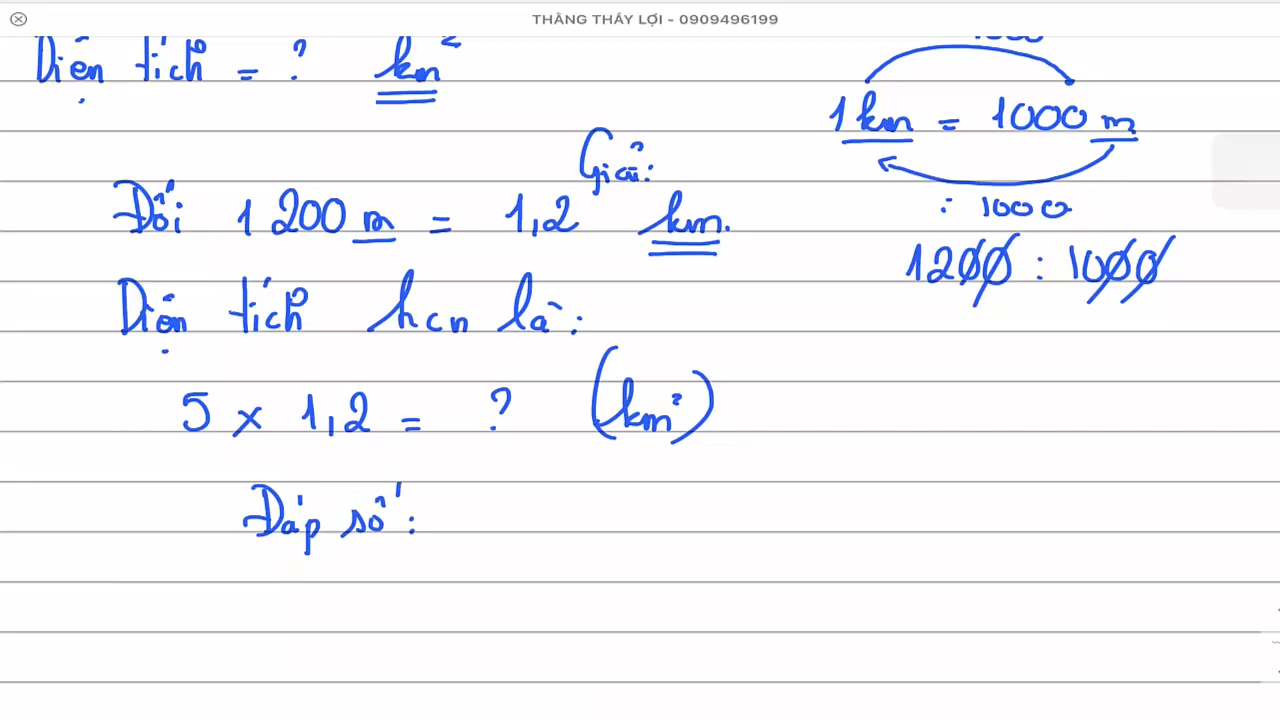 THẦNG THẦY LỢI - 0909496199
Diện tích = ? km²
1 km = 1000 m
: 1000
Giải:
Đổi 1 200 m = 1,2 km.
1200 : 1000
Diện tích hcn là:
5 x 1,2 = ? (km²)
Đáp số: